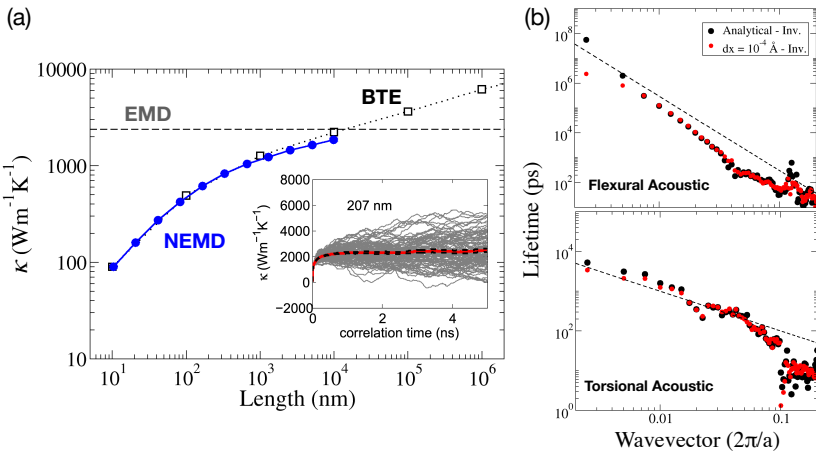 (a)
10000
1000
100
10
κ (Wm⁻¹K⁻¹)
EMD
BTE
NEMD
8000
6000
4000
2000
0
−2000
κ (Wm⁻¹K⁻¹)
207 nm
0
2
4
correlation time (ns)
10¹
10²
10³
10⁴
10⁵
10⁶
Length (nm)
(b)
10⁸
10⁶
10⁴
10²
Analytical - Inv.
dx = 10⁻⁴ Å - Inv.
Flexural Acoustic
Lifetime (ps)
10⁴
10²
10⁰
Torsional Acoustic
0.01
0.1
Wavevector (2π/a)